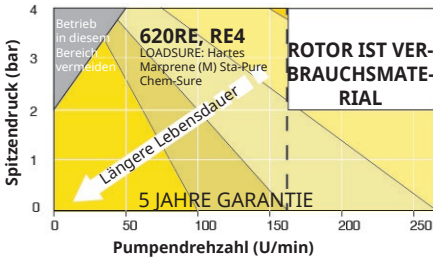 Spitzendruck (bar)
4
3
2
1
0
Betrieb
in diesem
Bereich
vermeiden
620RE, RE4
LOADSURE: Hartes
Marprene (M) Sta-Pure
Chem-Sure
ROTOR IST VER-
BRAUCHSMATE-
RIAL
Längere Lebensdauer
5 JAHRE GARANTIE
0
50
100
150
200
250
Pumpendrehzahl (U/min)